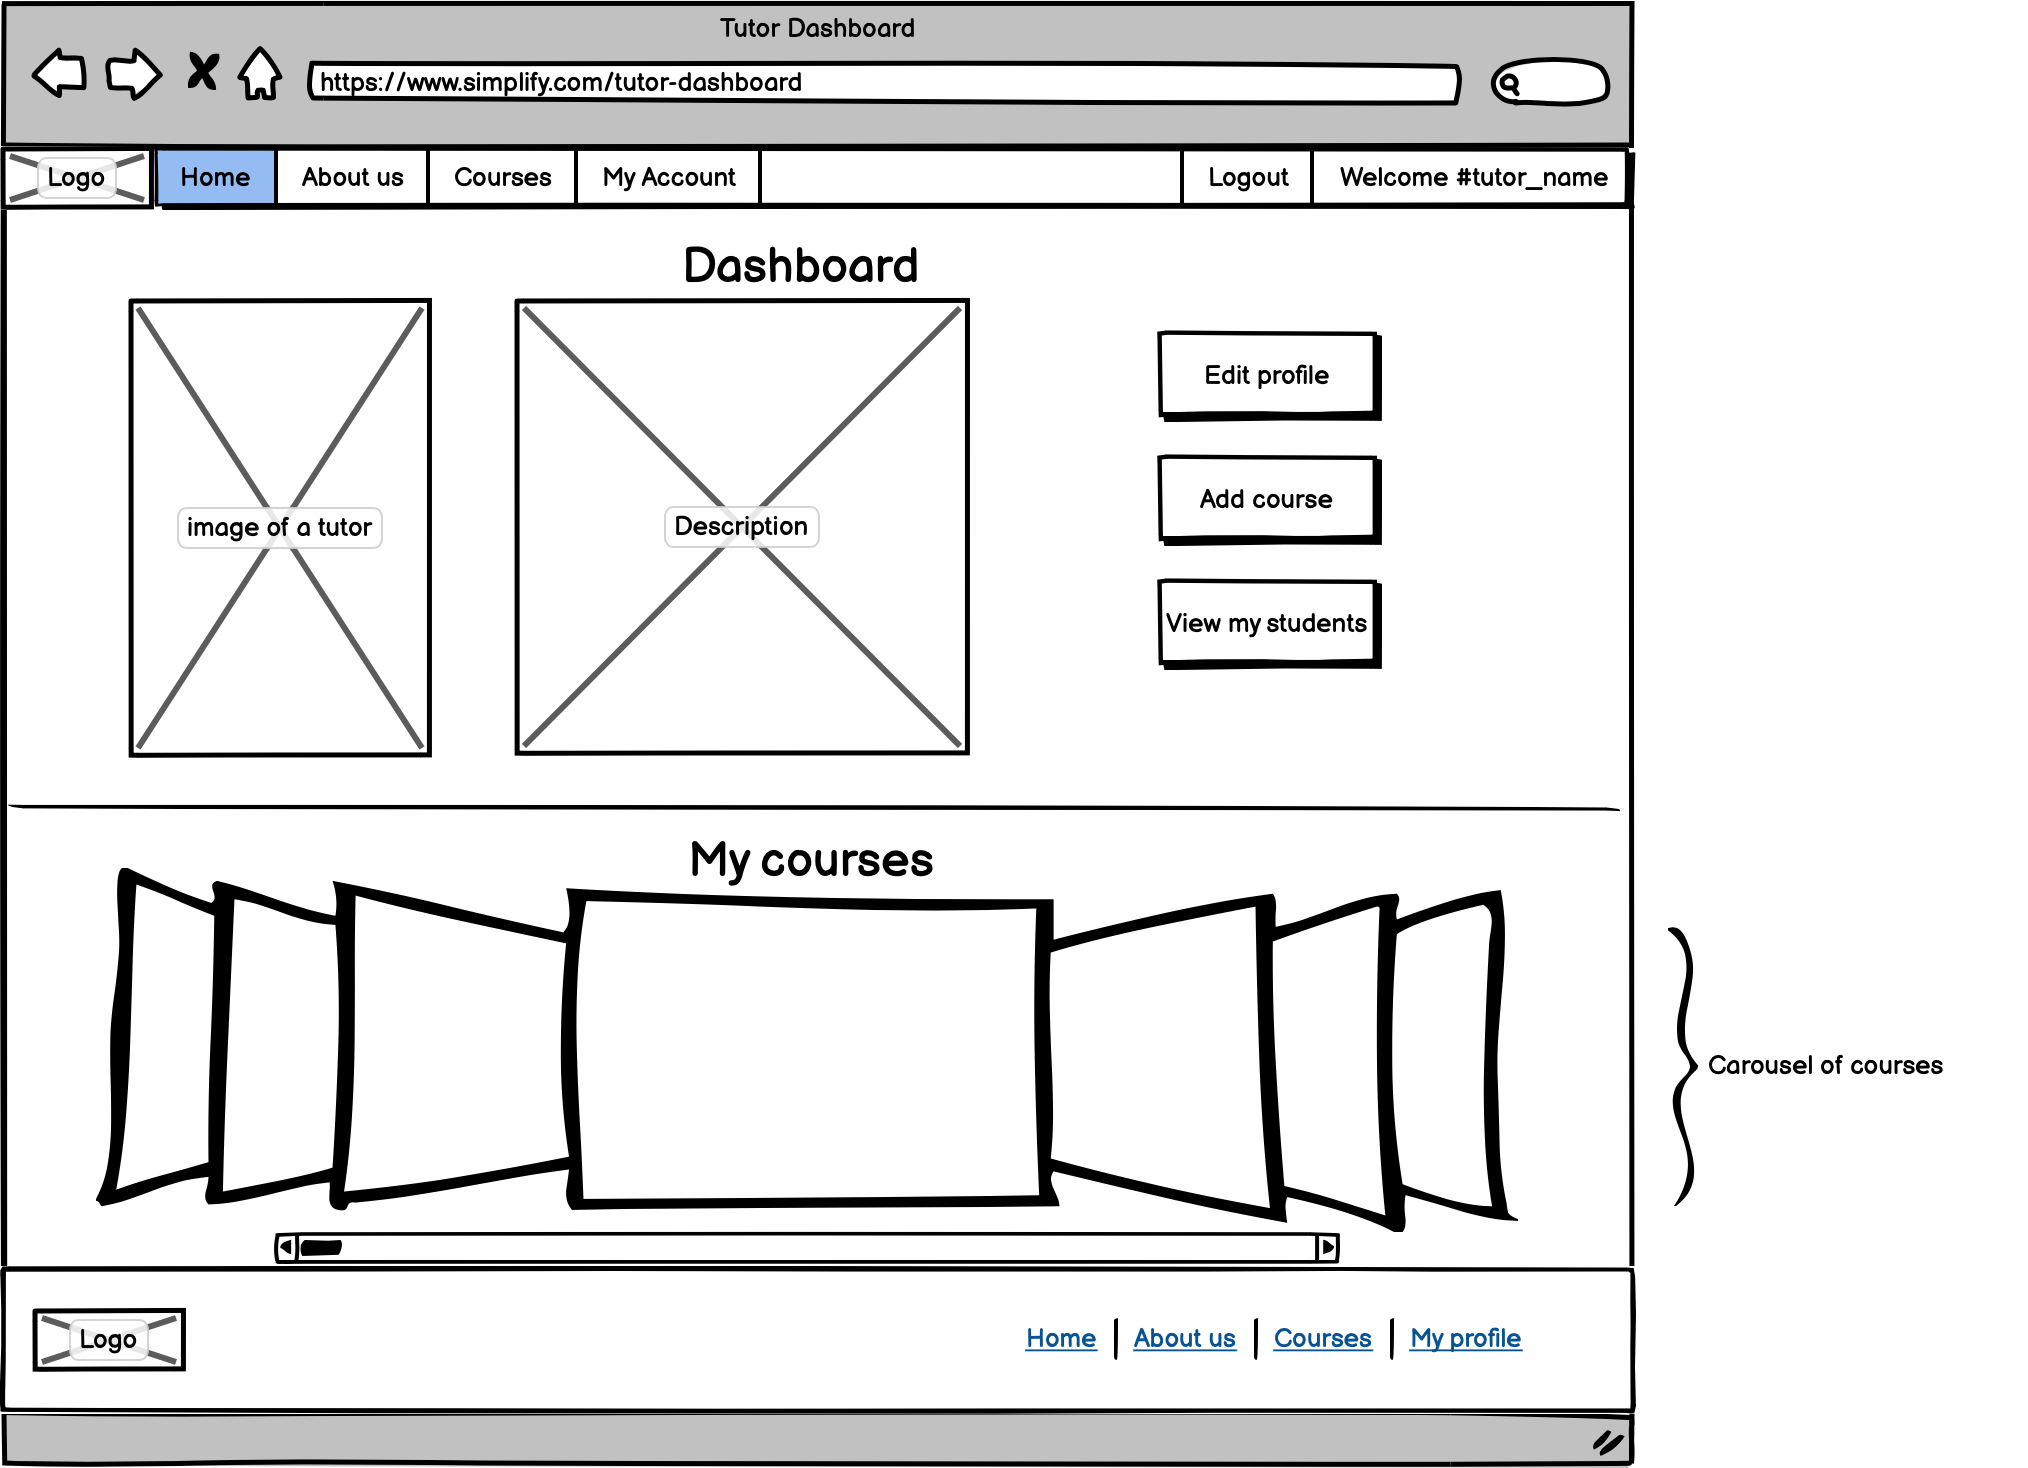 Tutor Dashboard
https://www.simplify.com/tutor-dashboard
Logo
Home
About us
Courses
My Account
Logout
Welcome #tutor_name
Dashboard
image of a tutor
Description
Edit profile
Add course
View my students
My courses
Carousel of courses
Logo
Home
About us
Courses
My profile